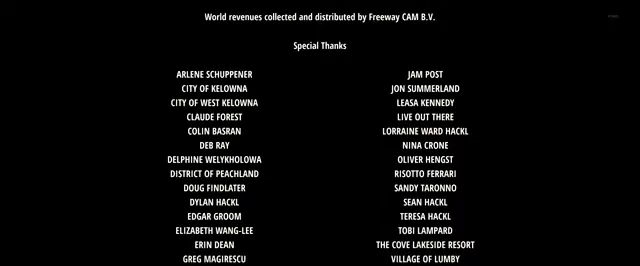 World revenues collected and distributed by Freeway CAM B.V.
Special Thanks
ARLENE SCHUPPENER JAM POST
CITY OF KELOWNA JON SUMMERLAND
CITY OF WEST KELOWNA LEASA KENNEDY
CLAUDE FOREST LIVE OUT THERE
COLIN BASRAN LORRAINE WARD HACKL
DEB RAY NINA CRONE
DELPHINE WELYKHOLOWA OLIVER HENGST
DISTRICT OF PEACHLAND RISOTTO FERRARI
DOUG FINDLATER SANDY TARONNO
DYLAN HACKL SEAN HACKL
EDGAR GROOM TERESA HACKL
ELIZABETH WANG-LEE TOBI LAMPARD
ERIN DEAN THE COVE LAKESIDE RESORT
GREG MAGIRESCU VILLAGE OF LUMBY